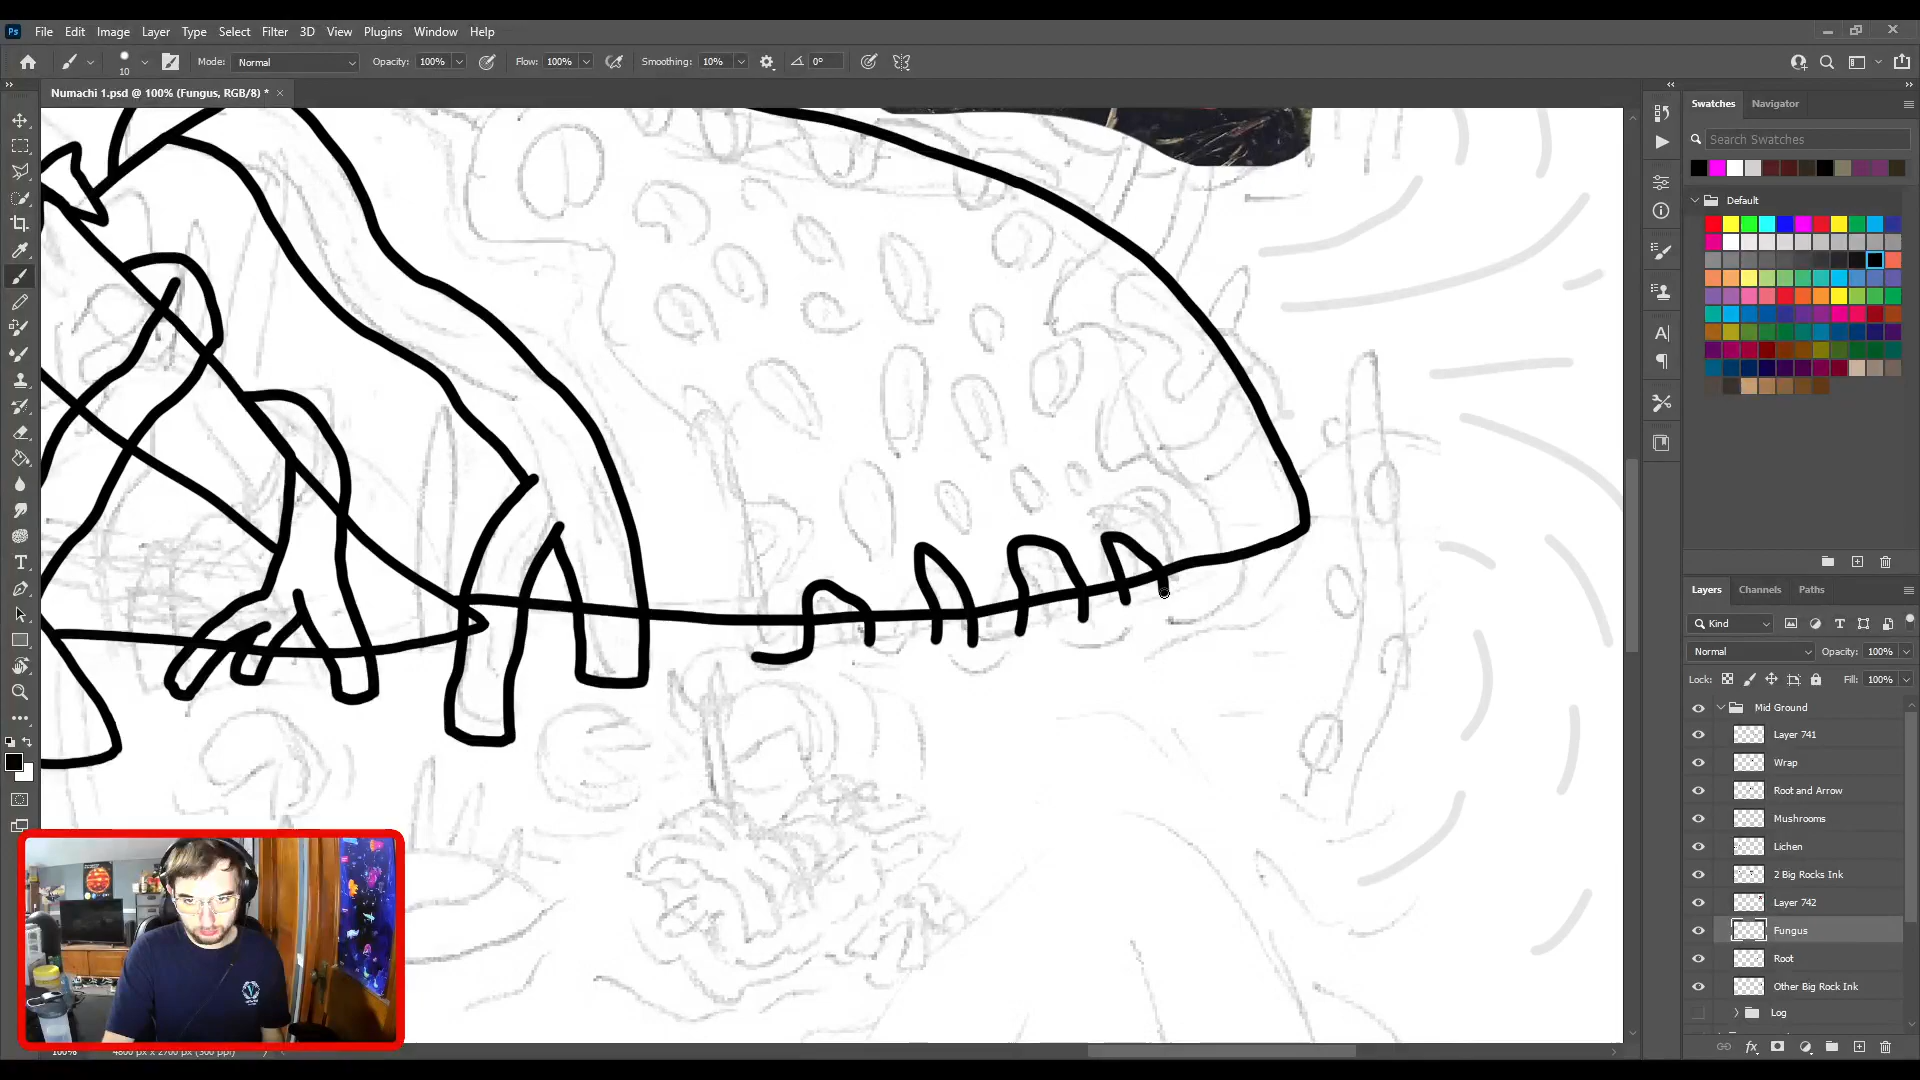 Ps File Edit Image Layer Type Select Filter 3D View Plugins Window Help
10 Mode: Normal Opacity: 100% Flow: 100% Smoothing: 10% 0°
Numachi 1.psd @ 100% (Fungus, RGB/8) * ×
Swatches Navigator
Search Swatches
Default
Layers Channels Paths
Kind
Normal Opacity: 100%
Lock: Fill: 100%
Mid Ground
Layer 741
Wrap
Root and Arrow
Mushrooms
Lichen
2 Big Rocks Ink
Layer 742
Fungus
Root
Other Big Rock Ink
Log
100% 4800 px x 2700 px (300 ppi)